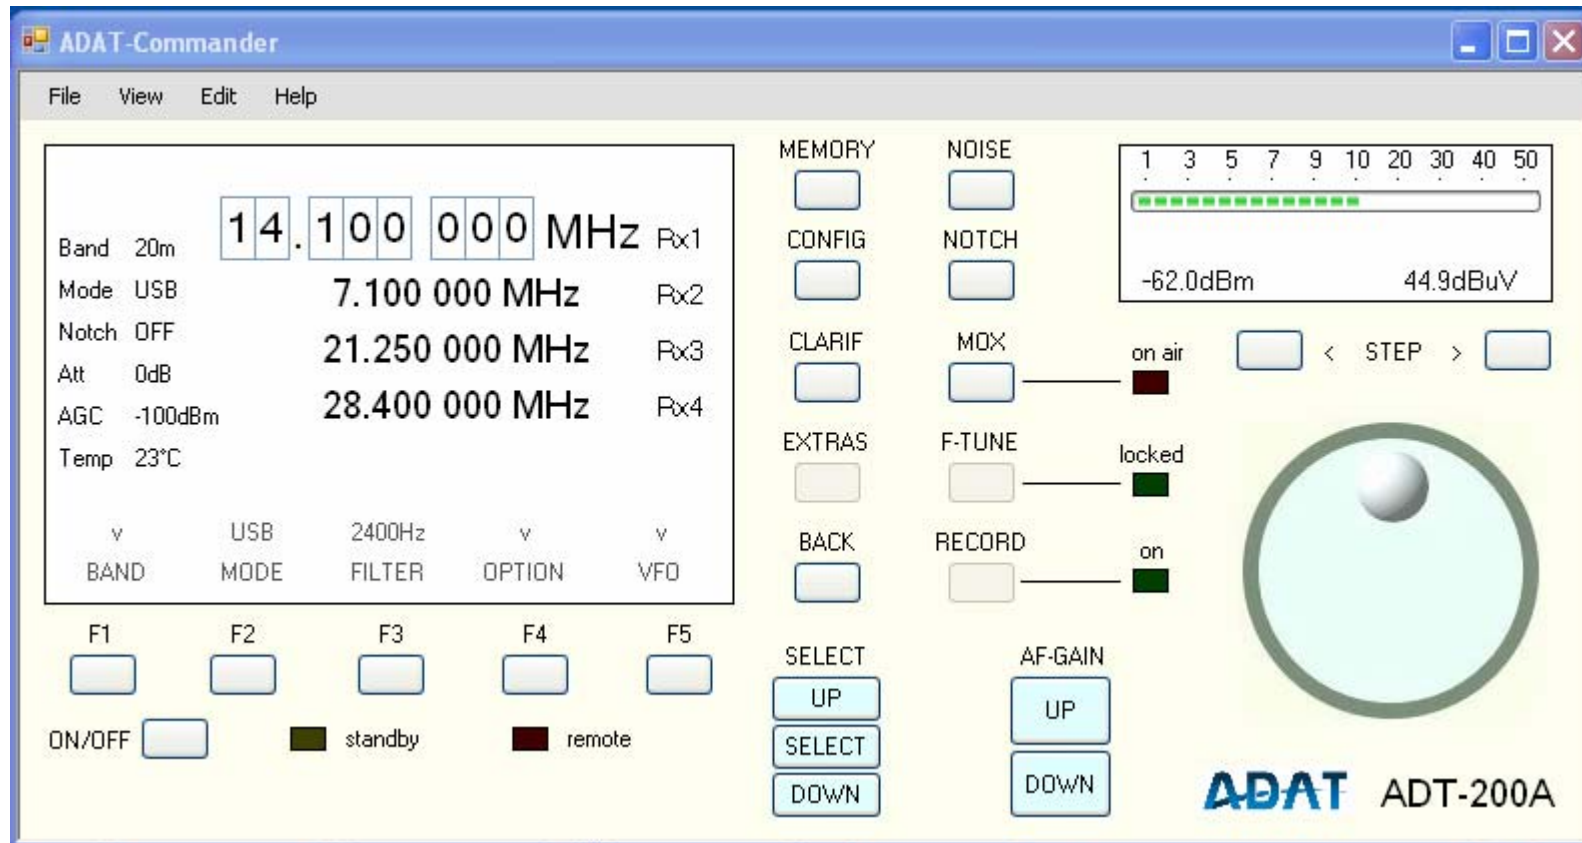 ADAT-Commander
File View Edit Help
14.100 000 MHz Rx1
Band 20m
7.100 000 MHz Rx2
Mode USB
21.250 000 MHz Rx3
Notch OFF
Att 0dB
28.400 000 MHz Rx4
AGC -100dBm
Temp 23°C
v USB 2400Hz v v
BAND MODE FILTER OPTION VFO
F1 F2 F3 F4 F5
ON/OFF standby remote
MEMORY NOISE
CONFIG NOTCH
CLARIF MOX on air
EXTRAS F-TUNE locked
BACK RECORD on
SELECT AF-GAIN
UP UP
SELECT
DOWN DOWN
1 3 5 7 9 10 20 30 40 50
-62.0dBm 44.9dBuV
< STEP >
ADAT ADT-200A